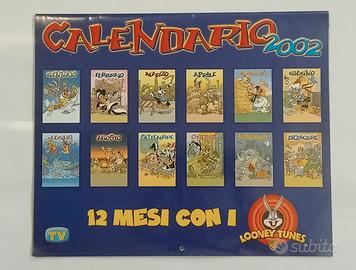 CALENDARIO
2002
GENNAIO FEBBRAIO MARZO APRILE MAGGIO GIUGNO
LUGLIO AGOSTO SETTEMBRE OTTOBRE NOVEMBRE DICEMBRE
12 MESI CON I
LOONEY TUNES
TV
subito